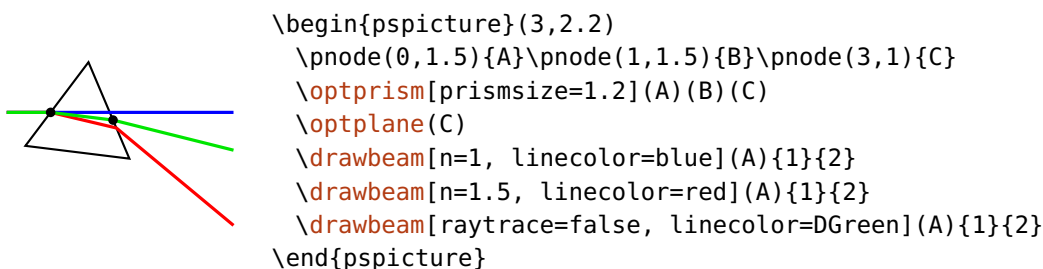 \begin{pspicture}(3,2.2)
\pnode(0,1.5){A}\pnode(1,1.5){B}\pnode(3,1){C}
\optprism[prismsize=1.2](A)(B)(C)
\optplane(C)
\drawbeam[n=1, linecolor=blue](A){1}{2}
\drawbeam[n=1.5, linecolor=red](A){1}{2}
\drawbeam[raytrace=false, linecolor=DGreen](A){1}{2}
\end{pspicture}